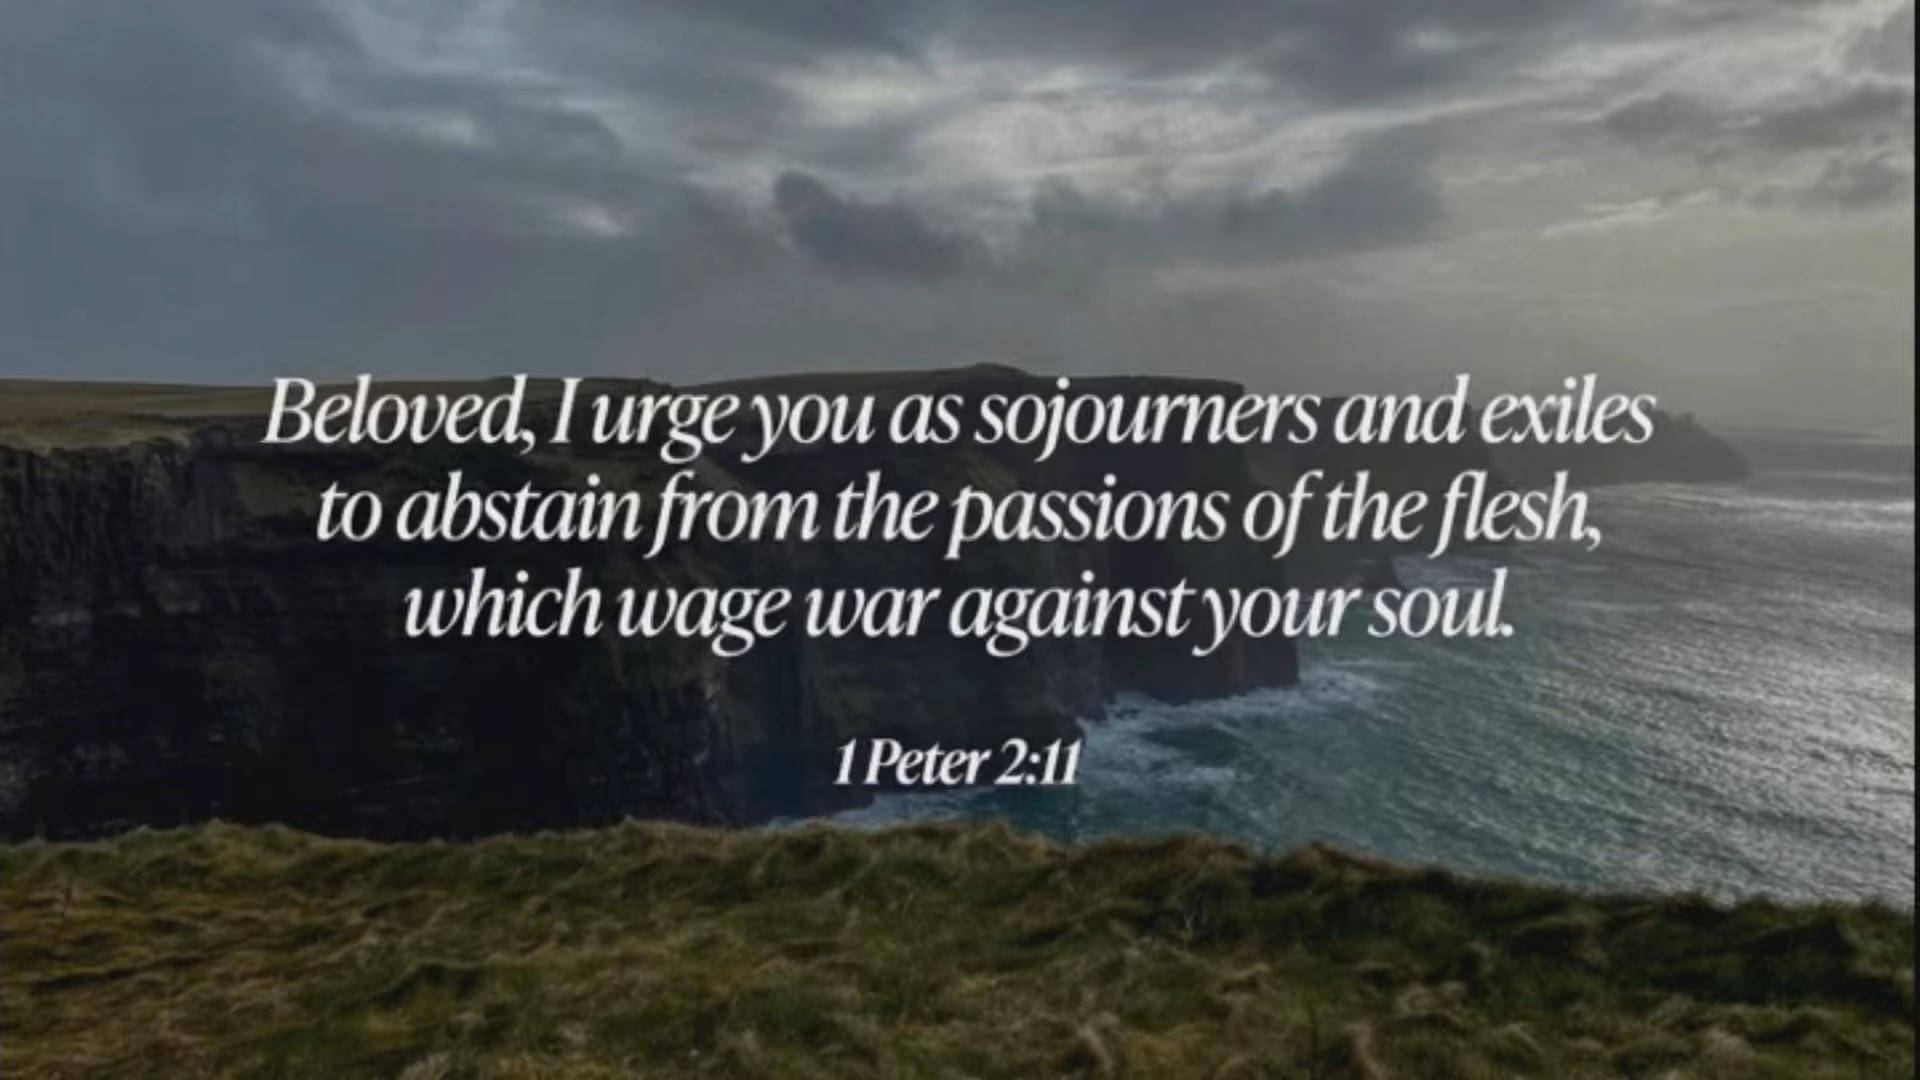 Beloved, I urge you as sojourners and exiles
to abstain from the passions of the flesh,
which wage war against your soul.
1 Peter 2:11